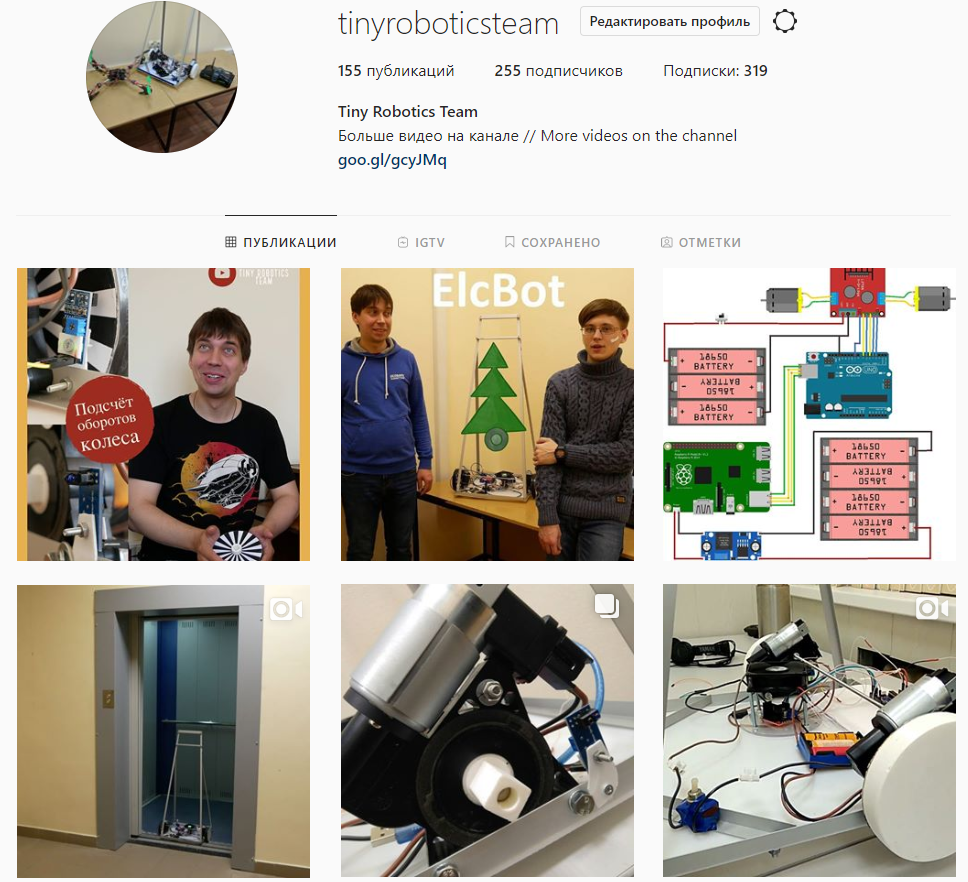 tinyroboticsteam
Редактировать профиль
155 публикаций
255 подписчиков
Подписки: 319
Tiny Robotics Team
Больше видео на канале // More videos on the channel
goo.gl/gcyJMq
ПУБЛИКАЦИИ
IGTV
СОХРАНЕНО
ОТМЕТКИ
TINY ROBOTICS
TEAM
Подсчёт
оборотов
колеса
ElcBot
18650
BATTERY
18650
BATTERY
18650
BATTERY
18650
BATTERY
18650
BATTERY
18650
BATTERY
18650
BATTERY
UNO